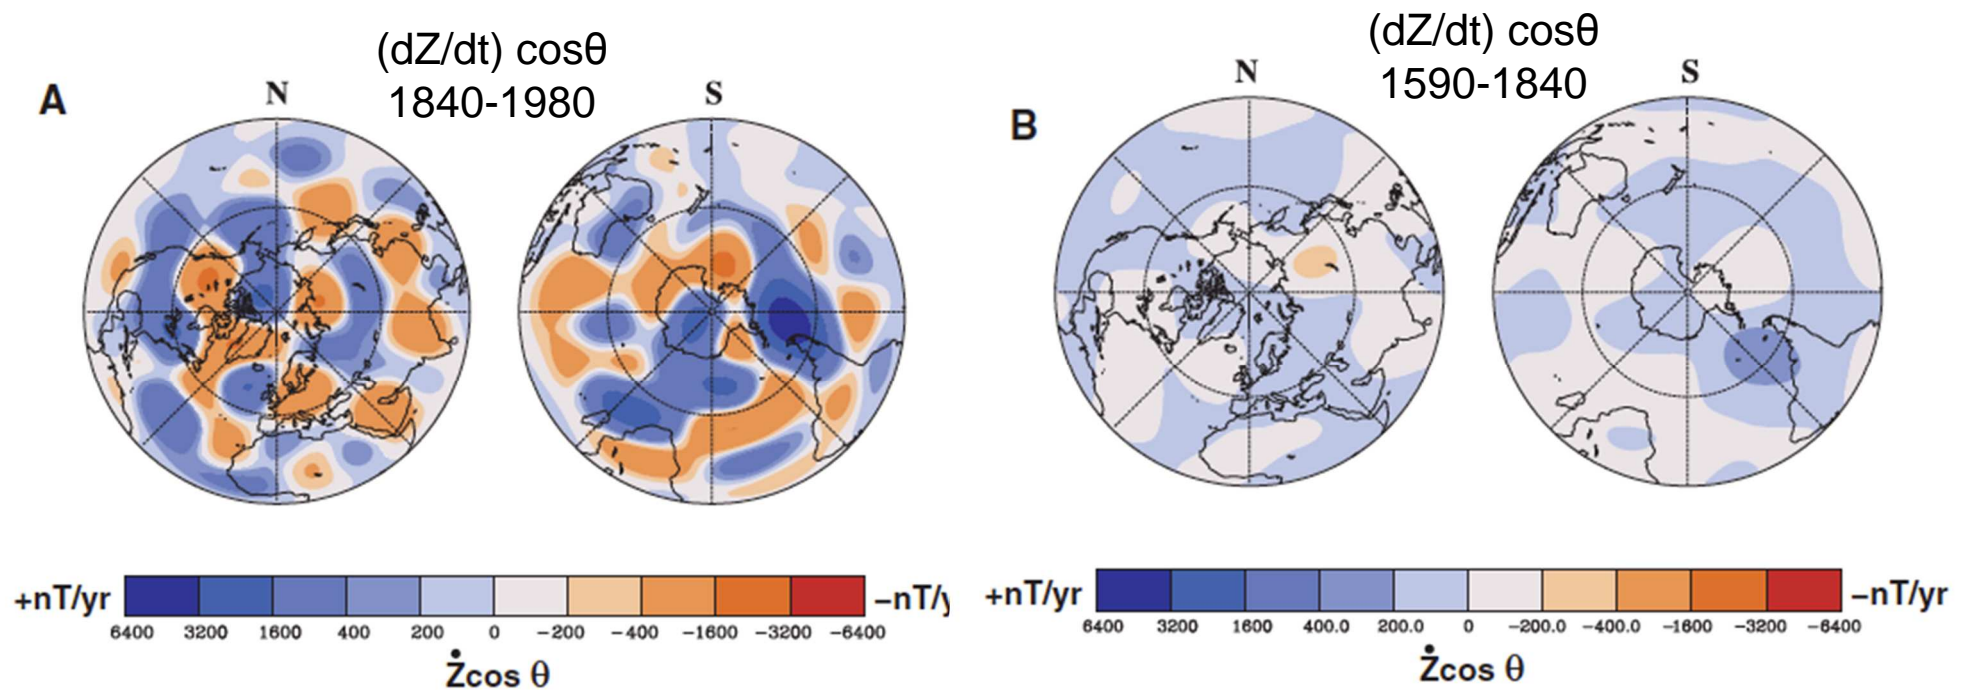 (dZ/dt) cosθ
1840-1980
A
N
S
+nT/yr
−nT/y
6400 3200 1600 400 200 0 −200 −400 −1600 −3200 −6400
Żcos θ
(dZ/dt) cosθ
1590-1840
B
N
S
+nT/yr
−nT/yr
6400 3200 1600 400.0 200.0 0 −200.0 −400.0 −1600 −3200 −6400
Żcos θ